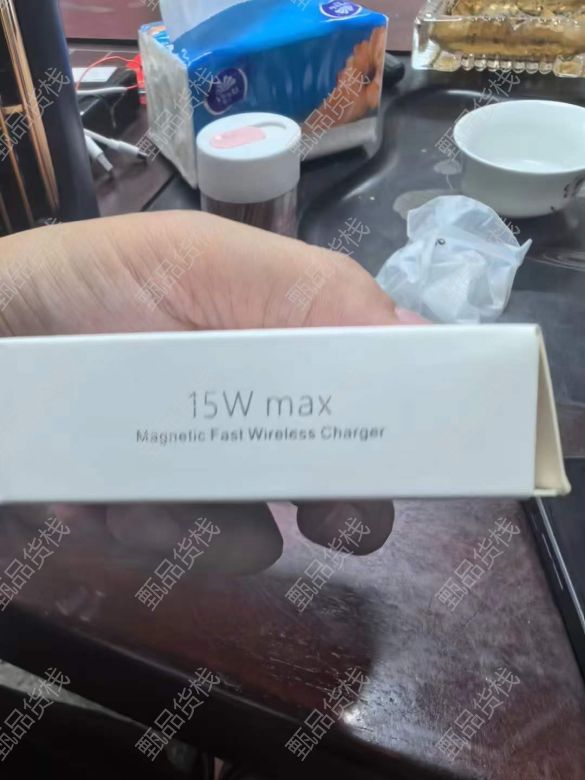 15W max
Magnetic Fast Wireless Charger
甄品货栈